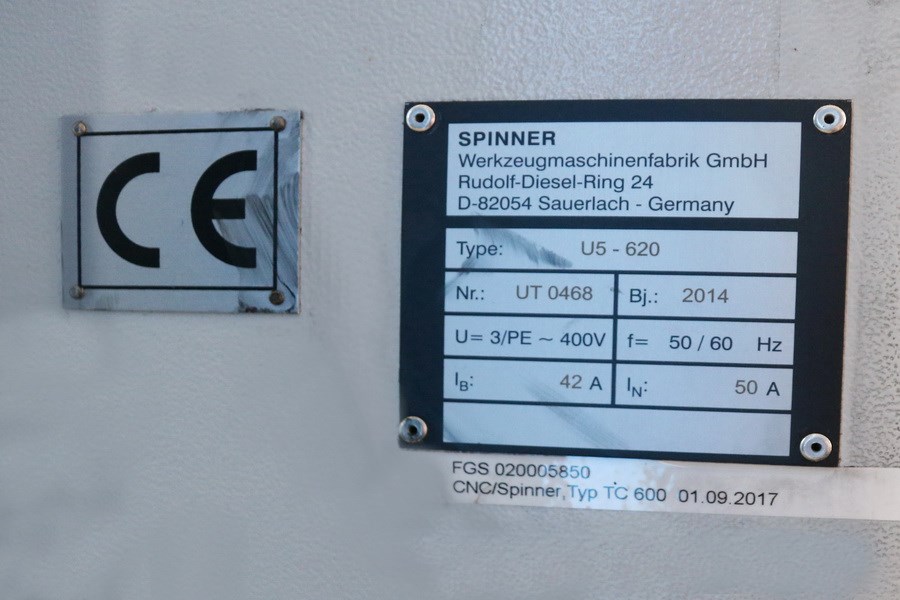 CE
SPINNER
Werkzeugmaschinenfabrik GmbH
Rudolf-Diesel-Ring 24
D-82054 Sauerlach - Germany
Type: U5 - 620
Nr.: UT 0468 Bj.: 2014
U= 3/PE ~ 400V f= 50 / 60 Hz
IB: 42 A IN: 50 A
FGS 020005850
CNC/Spinner,Typ TC 600 01.09.2017